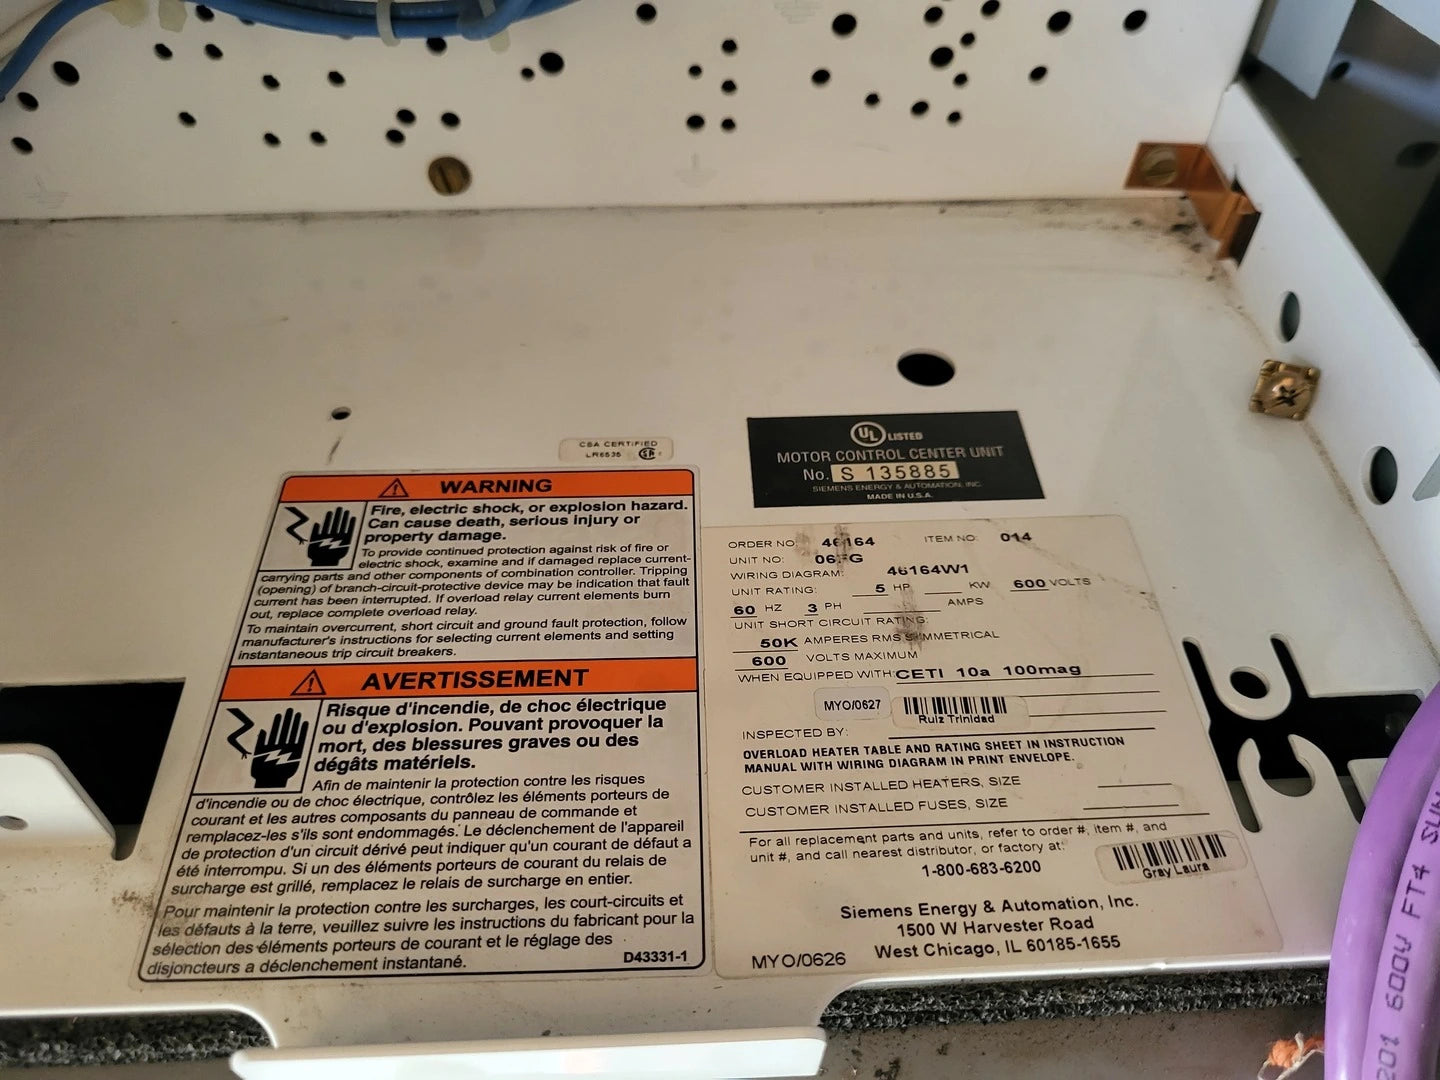 CSA CERTIFIED
LR6535
UL LISTED
MOTOR CONTROL CENTER UNIT
No. S 135885
SIEMENS ENERGY & AUTOMATION, INC.
MADE IN U.S.A.
WARNING
Fire, electric shock, or explosion hazard.
Can cause death, serious injury or
property damage.
To provide continued protection against risk of fire or
electric shock, examine and if damaged replace current-
carrying parts and other components of combination controller. Tripping
(opening) of branch-circuit-protective device may be indication that fault
current has been interrupted. If overload relay current elements burn
out, replace complete overload relay.
To maintain overcurrent, short circuit and ground fault protection, follow
manufacturer's instructions for selecting current elements and setting
instantaneous trip circuit breakers.
AVERTISSEMENT
Risque d'incendie, de choc électrique
ou d'explosion. Pouvant provoquer la
mort, des blessures graves ou des
dégâts matériels.
Afin de maintenir la protection contre les risques
d'incendie ou de choc électrique, contrôlez les éléments porteurs de
courant et les autres composants du panneau de commande et
remplacez-les s'ils sont endommagés. Le déclenchement de l'appareil
de protection d'un circuit dérivé peut indiquer qu'un courant de défaut a
été interrompu. Si un des éléments porteurs de courant du relais de
surcharge est grillé, remplacez le relais de surcharge en entier.
Pour maintenir la protection contre les surcharges, les court-circuits et
les défauts à la terre, veuillez suivre les instructions du fabricant pour la
sélection des éléments porteurs de courant et le réglage des
disjoncteurs a déclenchement instantané.
D43331-1
ORDER NO: 46164 ITEM NO: 014
UNIT NO:
WIRING DIAGRAM: 46164W1
UNIT RATING: 5 HP KW 600 VOLTS
60 HZ 3 PH AMPS
UNIT SHORT CIRCUIT RATING:
50K AMPERES RMS SYMMETRICAL
600 VOLTS MAXIMUM
WHEN EQUIPPED WITH: CETI 10a 100mag
MYO/0627
Ruiz Trinidad
INSPECTED BY:
OVERLOAD HEATER TABLE AND RATING SHEET IN INSTRUCTION
MANUAL WITH WIRING DIAGRAM IN PRINT ENVELOPE.
CUSTOMER INSTALLED HEATERS, SIZE
CUSTOMER INSTALLED FUSES, SIZE
For all replacement parts and units, refer to order #, item #, and
unit #, and call nearest distributor, or factory at:
1-800-683-6200
Gray Laura
Siemens Energy & Automation, Inc.
1500 W Harvester Road
West Chicago, IL 60185-1655
MYO/0626
600V FT4